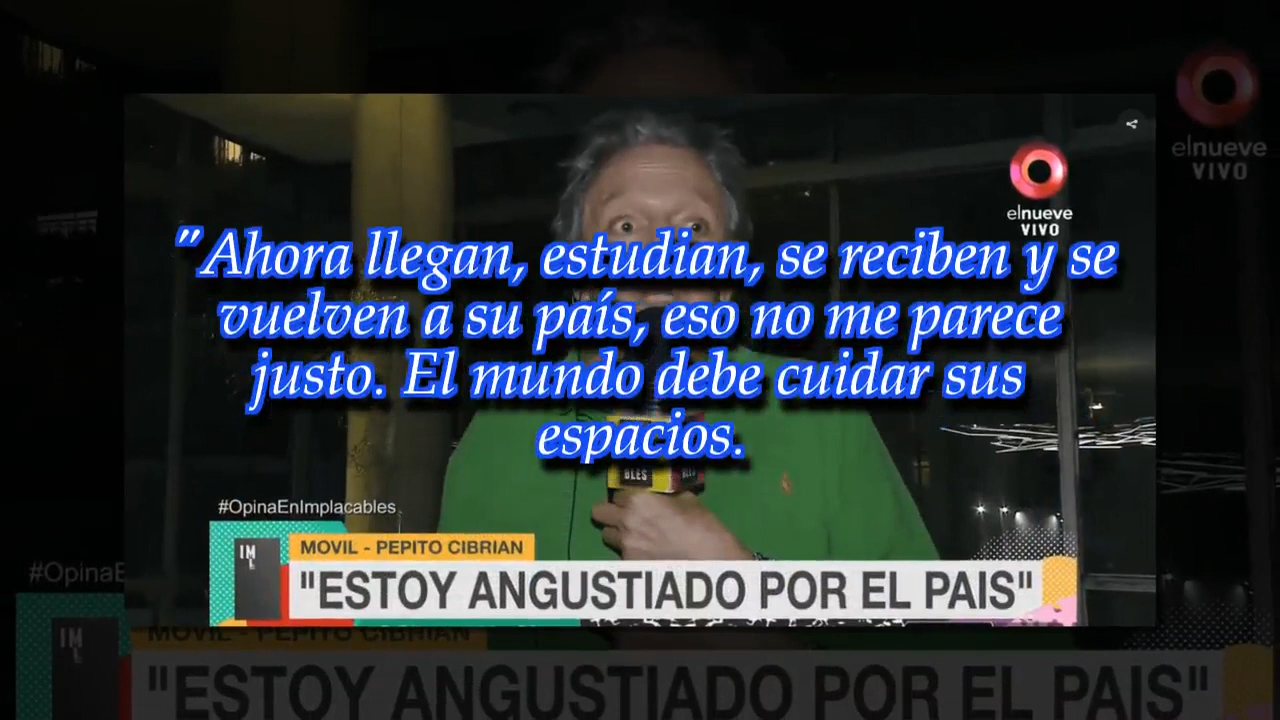 elnueve
VIVO
elnueve
VIVO
"Ahora llegan, estudian, se reciben y se
vuelven a su país, eso no me parece
justo. El mundo debe cuidar sus
espacios.
BLES
#OpinaEnImplacables
IM
L
MOVIL - PEPITO CIBRIAN
"ESTOY ANGUSTIADO POR EL PAIS"
#OpinaE
IM
L
MOVIL - PEPITO CIBRIAN
"ESTOY ANGUSTIADO POR EL PAIS"